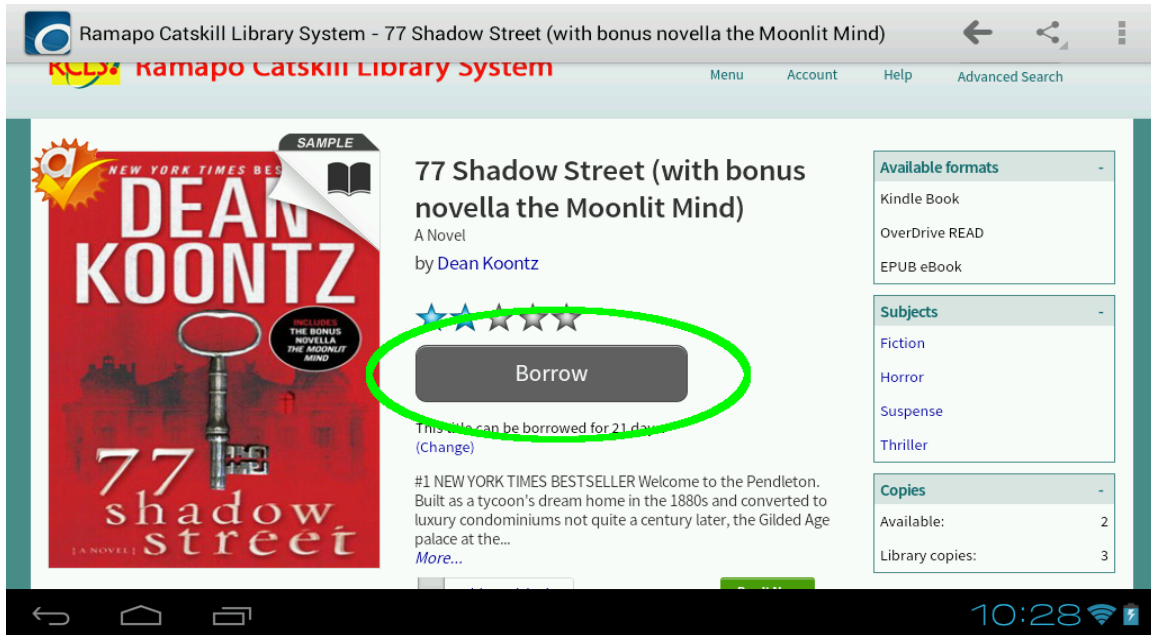 Ramapo Catskill Library System - 77 Shadow Street (with bonus novella the Moonlit Mind)
RCLS. Ramapo Catskill Library System
Menu Account Help Advanced Search
SAMPLE
a
NEW YORK TIMES BES
DEAN
KOONTZ
INCLUDES
THE BONUS
NOVELLA
THE MOONLIT
MIND
77
shadow
street
A NOVEL
77 Shadow Street (with bonus
novella the Moonlit Mind)
A Novel
by Dean Koontz
Borrow
This title can be borrowed for 21 days.
(Change)
#1 NEW YORK TIMES BESTSELLER Welcome to the Pendleton.
Built as a tycoon's dream home in the 1880s and converted to
luxury condominiums not quite a century later, the Gilded Age
palace at the...
More...
Available formats -
Kindle Book
OverDrive READ
EPUB eBook
Subjects -
Fiction
Horror
Suspense
Thriller
Copies -
Available: 2
Library copies: 3
10:28